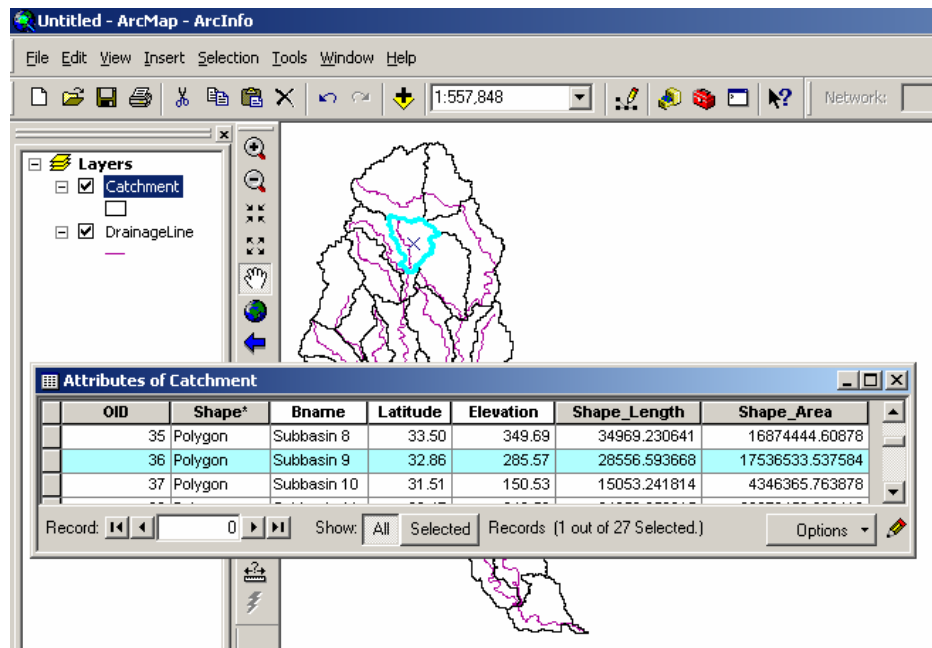 Untitled - ArcMap - ArcInfo
File Edit View Insert Selection Tools Window Help
1:557,848 Network:
Layers
Catchment
DrainageLine
Attributes of Catchment
OID Shape* Bname Latitude Elevation Shape_Length Shape_Area
35 Polygon Subbasin 8 33.50 349.69 34969.230641 16874444.60878
36 Polygon Subbasin 9 32.86 285.57 28556.593668 17536533.537584
37 Polygon Subbasin 10 31.51 150.53 15053.241814 4346365.763878
Record: 0 Show: All Selected Records (1 out of 27 Selected.) Options